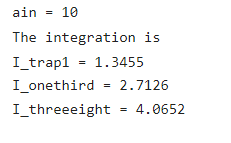 ain = 10
The integration is
I_trap1 = 1.3455
I_onethird = 2.7126
I_threeeight = 4.0652